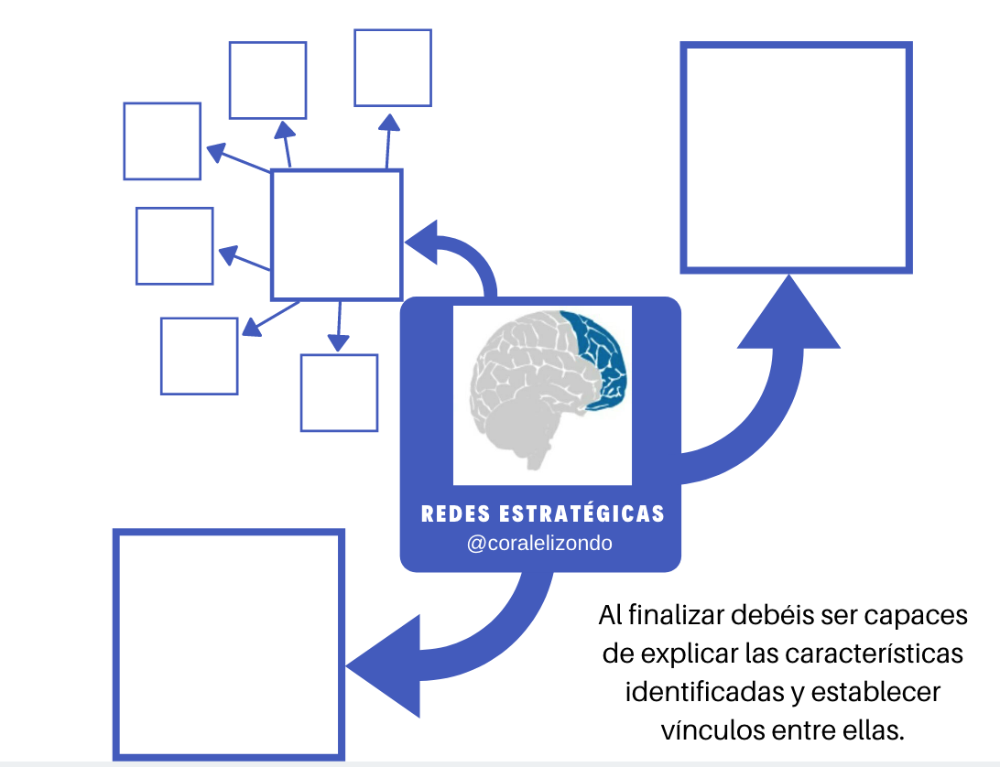 REDES ESTRATÉGICAS
@coralelizondo
Al finalizar debéis ser capaces
de explicar las características
identificadas y establecer
vínculos entre ellas.